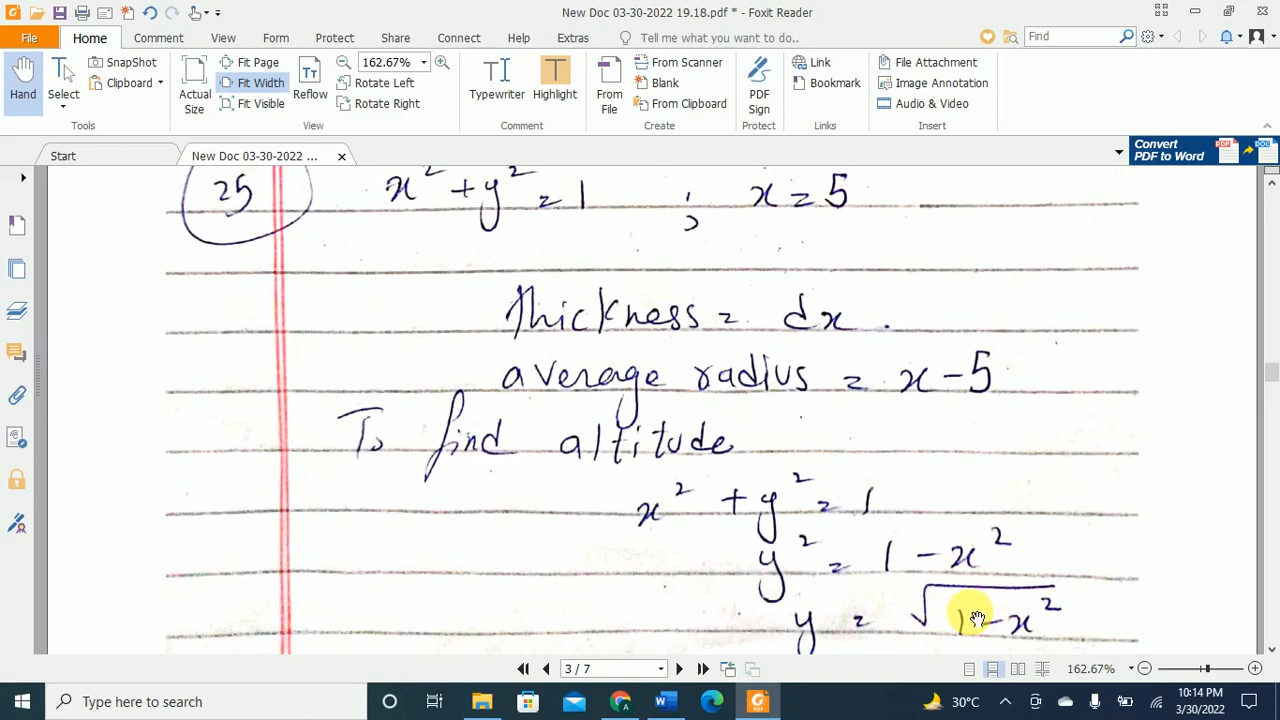 New Doc 03-30-2022 19.18.pdf * - Foxit Reader
File Home Comment View Form Protect Share Connect Help Extras Tell me what you want to do.. Find
Hand
Select
SnapShot
Clipboard
Tools
Actual Size
Fit Page
Fit Width
Fit Visible
Reflow
162.67%
Rotate Left
Rotate Right
View
Typewriter
Highlight
Comment
From File
From Scanner
Blank
From Clipboard
Create
PDF Sign
Protect
Link
Bookmark
Links
File Attachment
Image Annotation
Audio & Video
Insert
Start
New Doc 03-30-2022 ...
Convert PDF to Word
25 x² + y² = 1 ; x = 5
Thickness = dx .
average radius = x - 5
To find altitude
x² + y² = 1
y² = 1 - x²
y = √1 - x²
3 / 7
162.67%
Type here to search
30°C
10:14 PM
3/30/2022